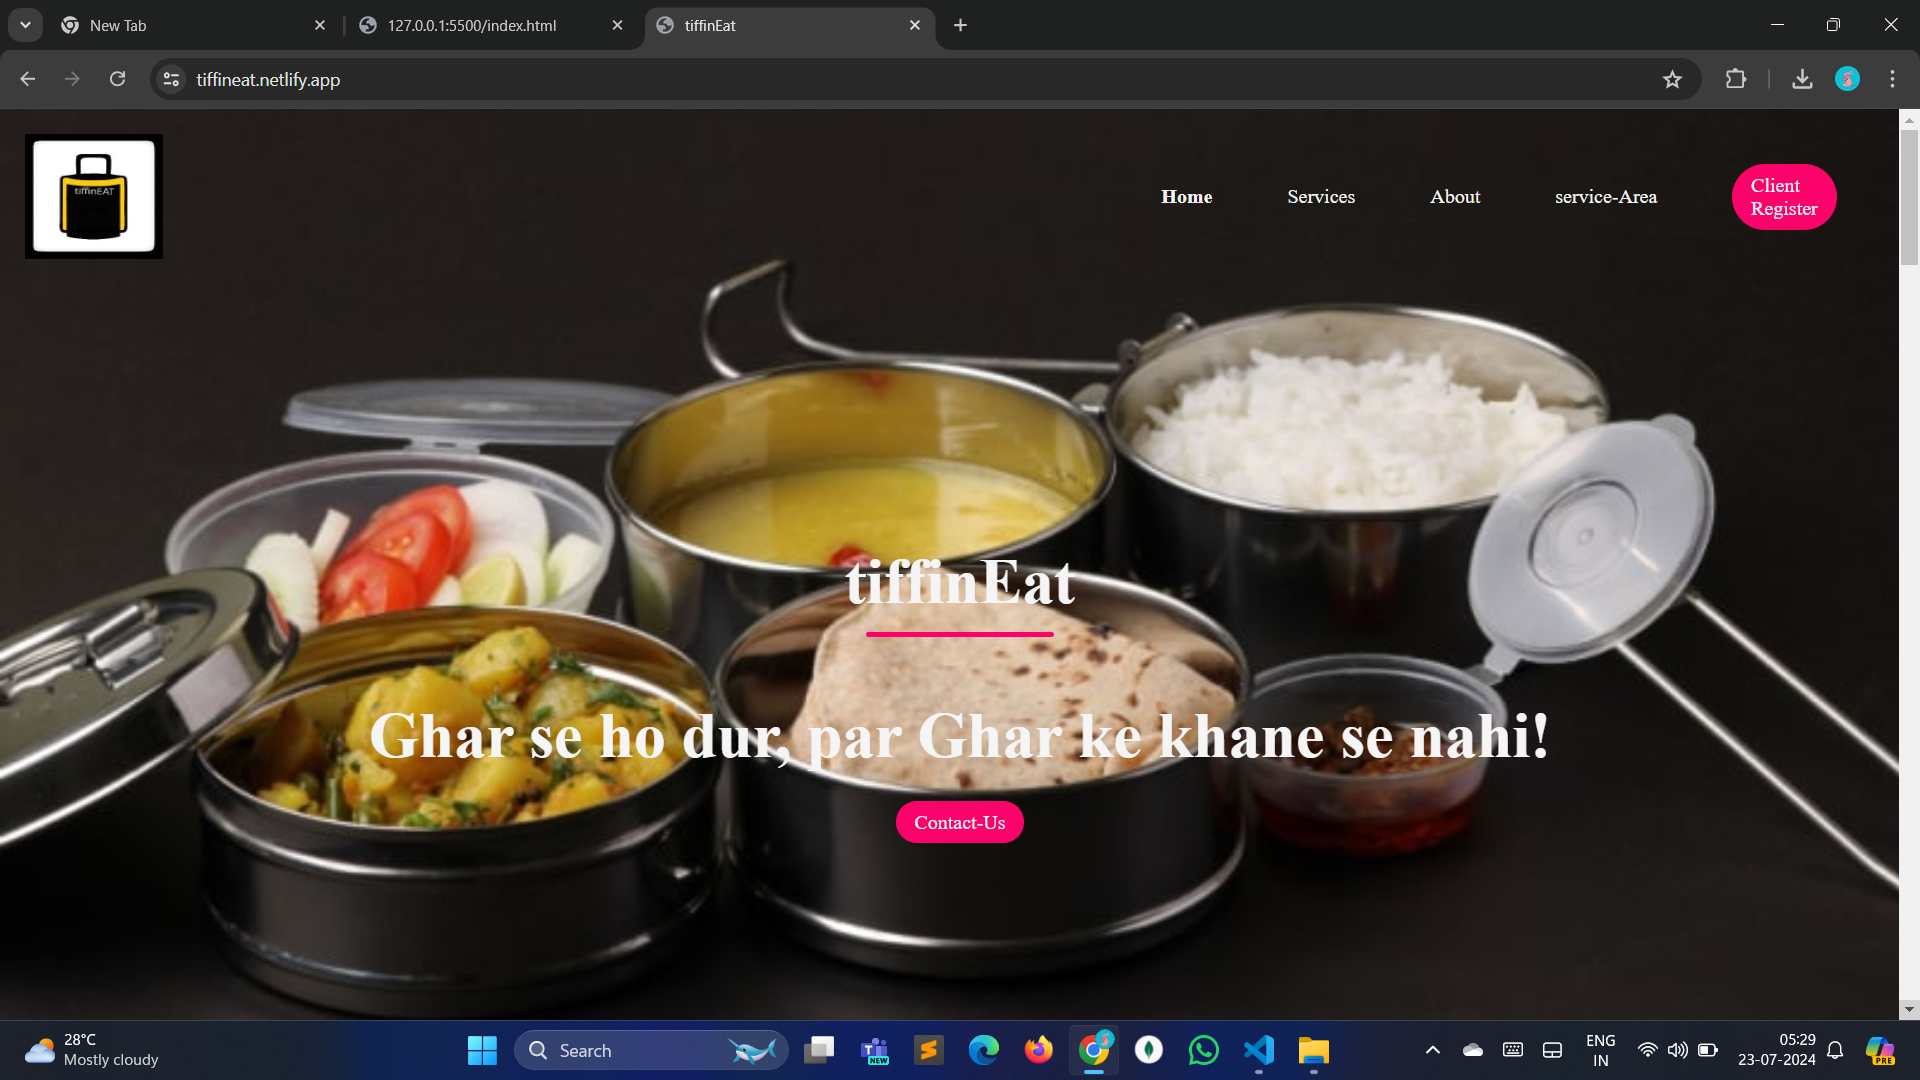 New Tab
127.0.0.1:5500/index.html
tiffinEat
tiffineat.netlify.app
tiffinEAT
Home
Services
About
service-Area
Client
Register
tiffinEat
Ghar se ho dur, par Ghar ke khane se nahi!
Contact-Us
28°C
Mostly cloudy
Search
NEW
ENG
IN
05:29
23-07-2024
PRE